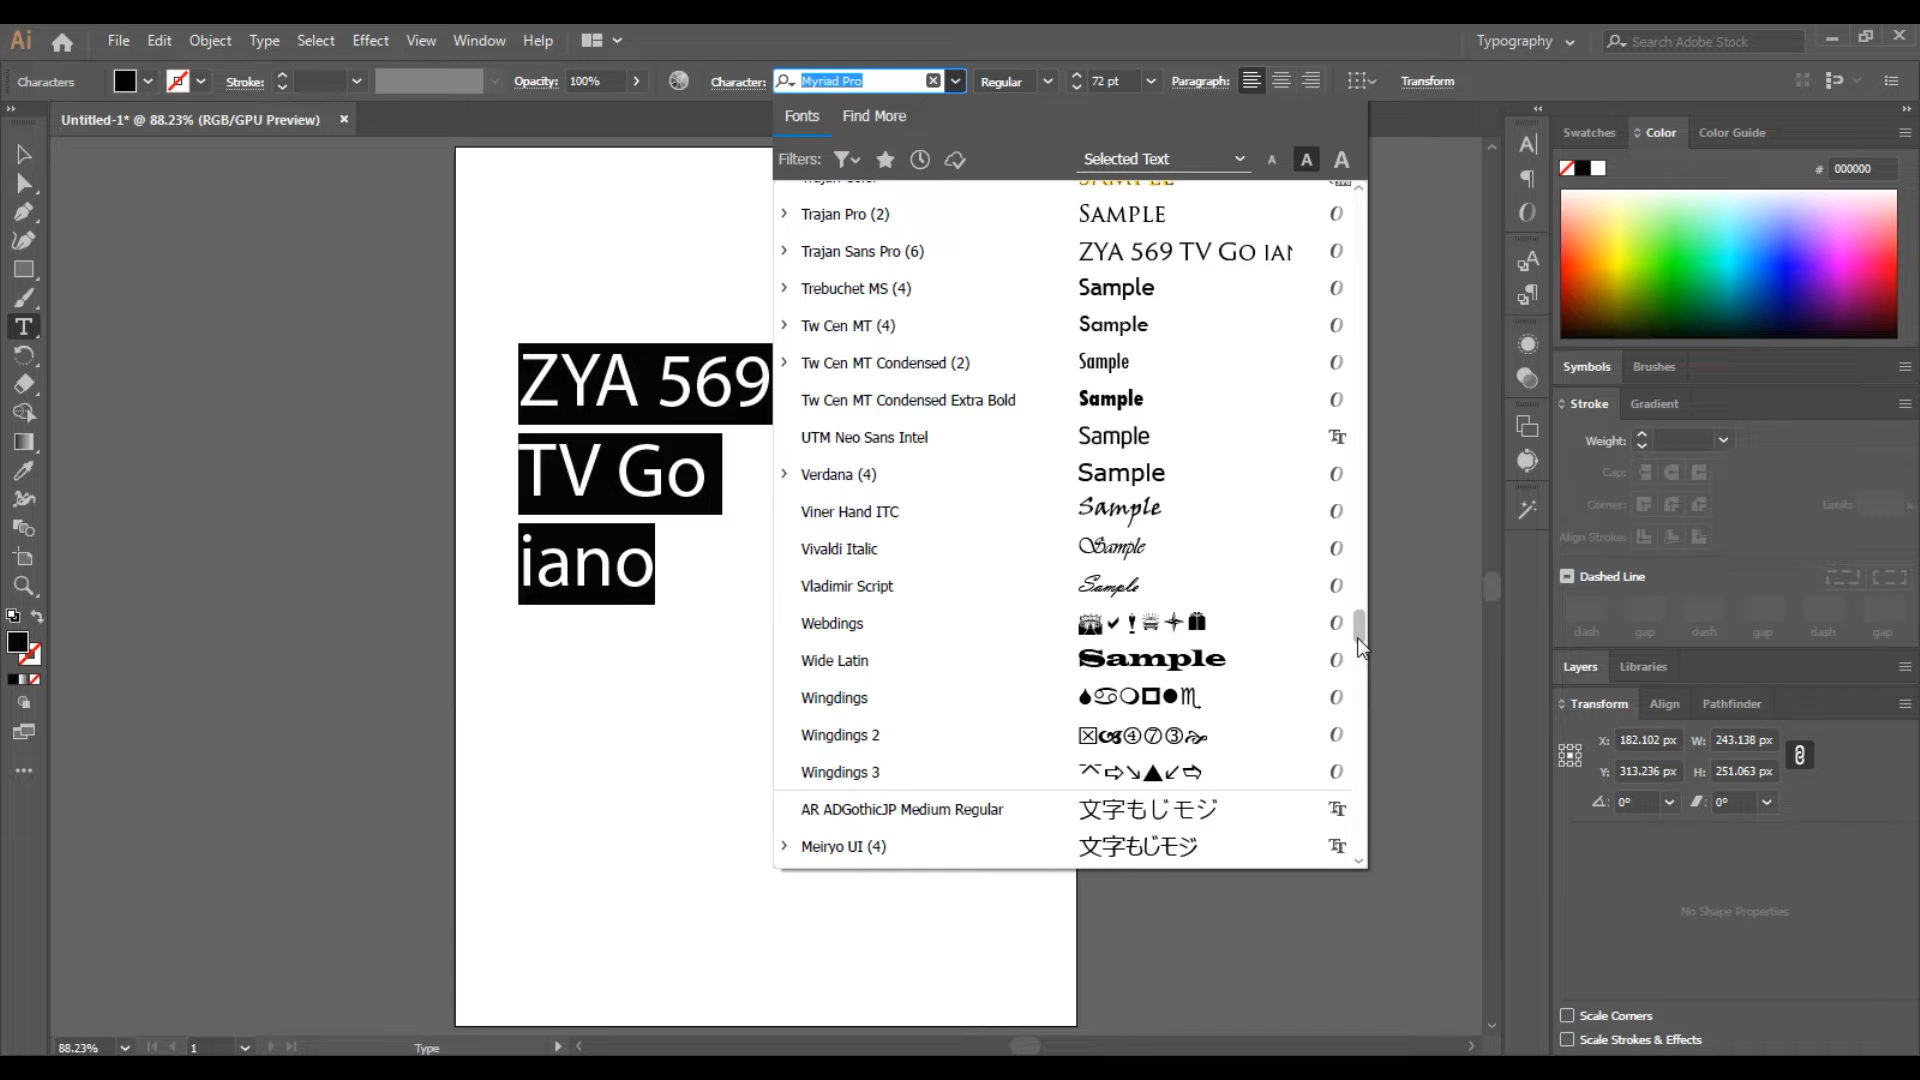 Ai File Edit Object Type Select Effect View Window Help Typography Search Adobe Stock
Characters Stroke: Opacity: 100% Character: Myriad Pro Regular 72 pt Paragraph: Transform
Untitled-1* @ 88.23% (RGB/GPU Preview)
Fonts Find More
Filters: Selected Text A A A
Trajan Color SAMPLE
Trajan Pro (2) SAMPLE
Trajan Sans Pro (6) ZYA 569 TV Go ian
Trebuchet MS (4) Sample
Tw Cen MT (4) Sample
Tw Cen MT Condensed (2) Sample
Tw Cen MT Condensed Extra Bold Sample
UTM Neo Sans Intel Sample
Verdana (4) Sample
Viner Hand ITC Sample
Vivaldi Italic Sample
Vladimir Script Sample
Webdings
Wide Latin Sample
Wingdings
Wingdings 2
Wingdings 3
AR ADGothicJP Medium Regular 文字もじモジ
Meiryo UI (4) 文字もじモジ
ZYA 569
TV Go
iano
Swatches Color Color Guide
# 000000
Symbols Brushes
Stroke Gradient
Weight:
Cap:
Corner: Limit: x
Align Stroke:
Dashed Line
dash gap dash gap dash gap
Layers Libraries
Transform Align Pathfinder
X: 182.102 px W: 243.138 px
Y: 313.236 px H: 251.063 px
0° 0°
No Shape Properties
Scale Corners
Scale Strokes & Effects
88.23% 1 Type